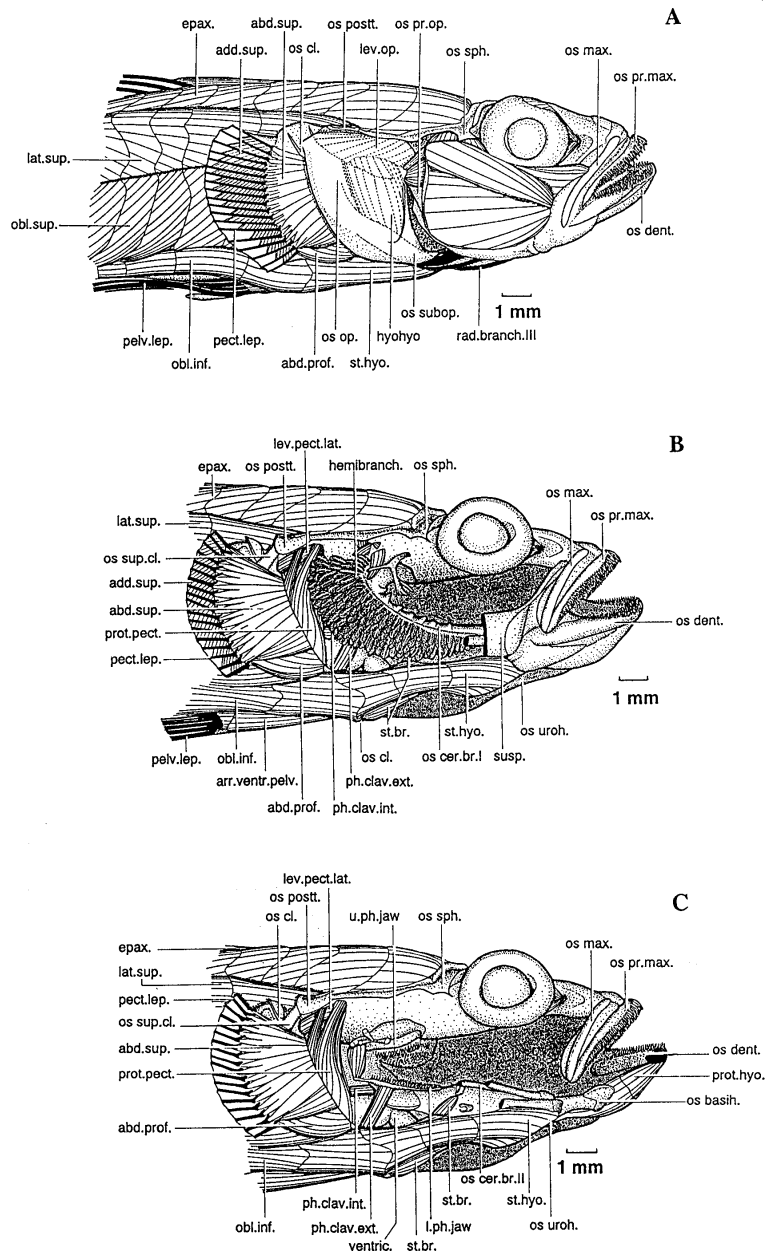 A
epax. abd.sup. os postt. os pr.op.
add.sup. os cl. lev.op. os sph. os max.
os pr.max.
lat.sup.
obl.sup.
os dent.
os subop. 1 mm
pelv.lep. pect.lep. os op. hyohyo rad.branch.III
obl.inf. abd.prof. st.hyo.
B
lev.pect.lat.
epax. os postt. hemibranch. os sph.
os max.
os pr.max.
lat.sup.
os sup.cl.
add.sup.
abd.sup.
os dent.
prot.pect.
pect.lep.
1 mm
st.br. st.hyo. os uroh.
pelv.lep. obl.inf. os cl. os cer.br.I susp.
arr.ventr.pelv. ph.clav.ext.
abd.prof. ph.clav.int.
C
lev.pect.lat.
os postt.
os cl. u.ph.jaw os sph.
os max.
epax.
os pr.max.
lat.sup.
pect.lep.
os sup.cl.
abd.sup.
os dent.
prot.pect.
prot.hyo.
os basih.
abd.prof.
1 mm
os cer.br.II
ph.clav.int. st.br. st.hyo.
obl.inf. ph.clav.ext. l.ph.jaw os uroh.
ventric. st.br.